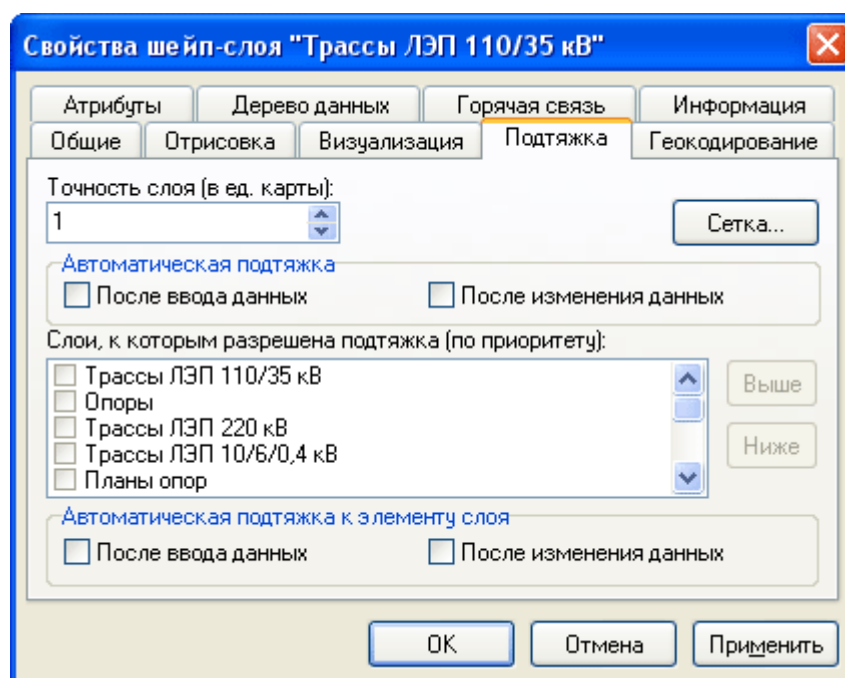 Свойства шейп-слоя "Трассы ЛЭП 110/35 кВ"
Атрибуты Дерево данных Горячая связь Информация
Общие Отрисовка Визуализация Подтяжка Геокодирование
Точность слоя (в ед. карты):
1 Сетка...
Автоматическая подтяжка
После ввода данных После изменения данных
Слои, к которым разрешена подтяжка (по приоритету):
Трассы ЛЭП 110/35 кВ
Выше
Опоры
Трассы ЛЭП 220 кВ
Трассы ЛЭП 10/6/0,4 кВ
Ниже
Планы опор
Автоматическая подтяжка к элементу слоя
После ввода данных После изменения данных
OK Отмена Применить